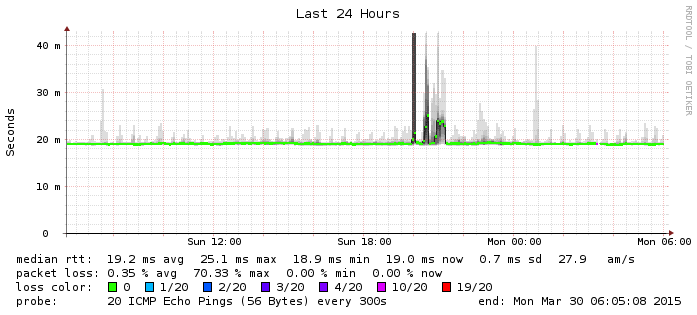 Last 24 Hours
RRDTOOL / TOBI OETIKER
Seconds
40 m
30 m
20 m
10 m
0
Sun 12:00 Sun 18:00 Mon 00:00 Mon 06:00
median rtt: 19.2 ms avg 25.1 ms max 18.9 ms min 19.0 ms now 0.7 ms sd 27.9 am/s
packet loss: 0.35 % avg 70.33 % max 0.00 % min 0.00 % now
loss color: 0 1/20 2/20 3/20 4/20 10/20 19/20
probe: 20 ICMP Echo Pings (56 Bytes) every 300s end: Mon Mar 30 06:05:08 2015